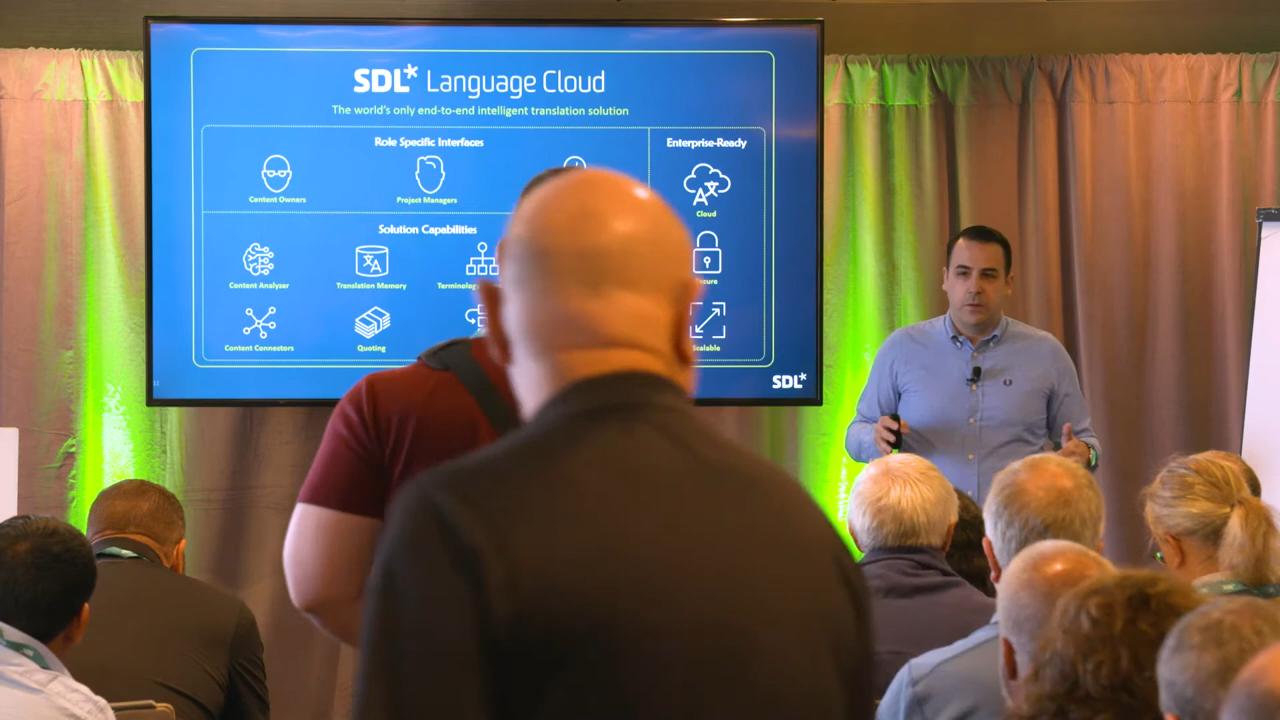 SDL* Language Cloud
The world's only end-to-end intelligent translation solution
Role Specific Interfaces
Enterprise-Ready
Content Owners
Project Managers
Cloud
Solution Capabilities
Content Analyzer
Translation Memory
Content Connectors
Quoting
Scalable
SDL*